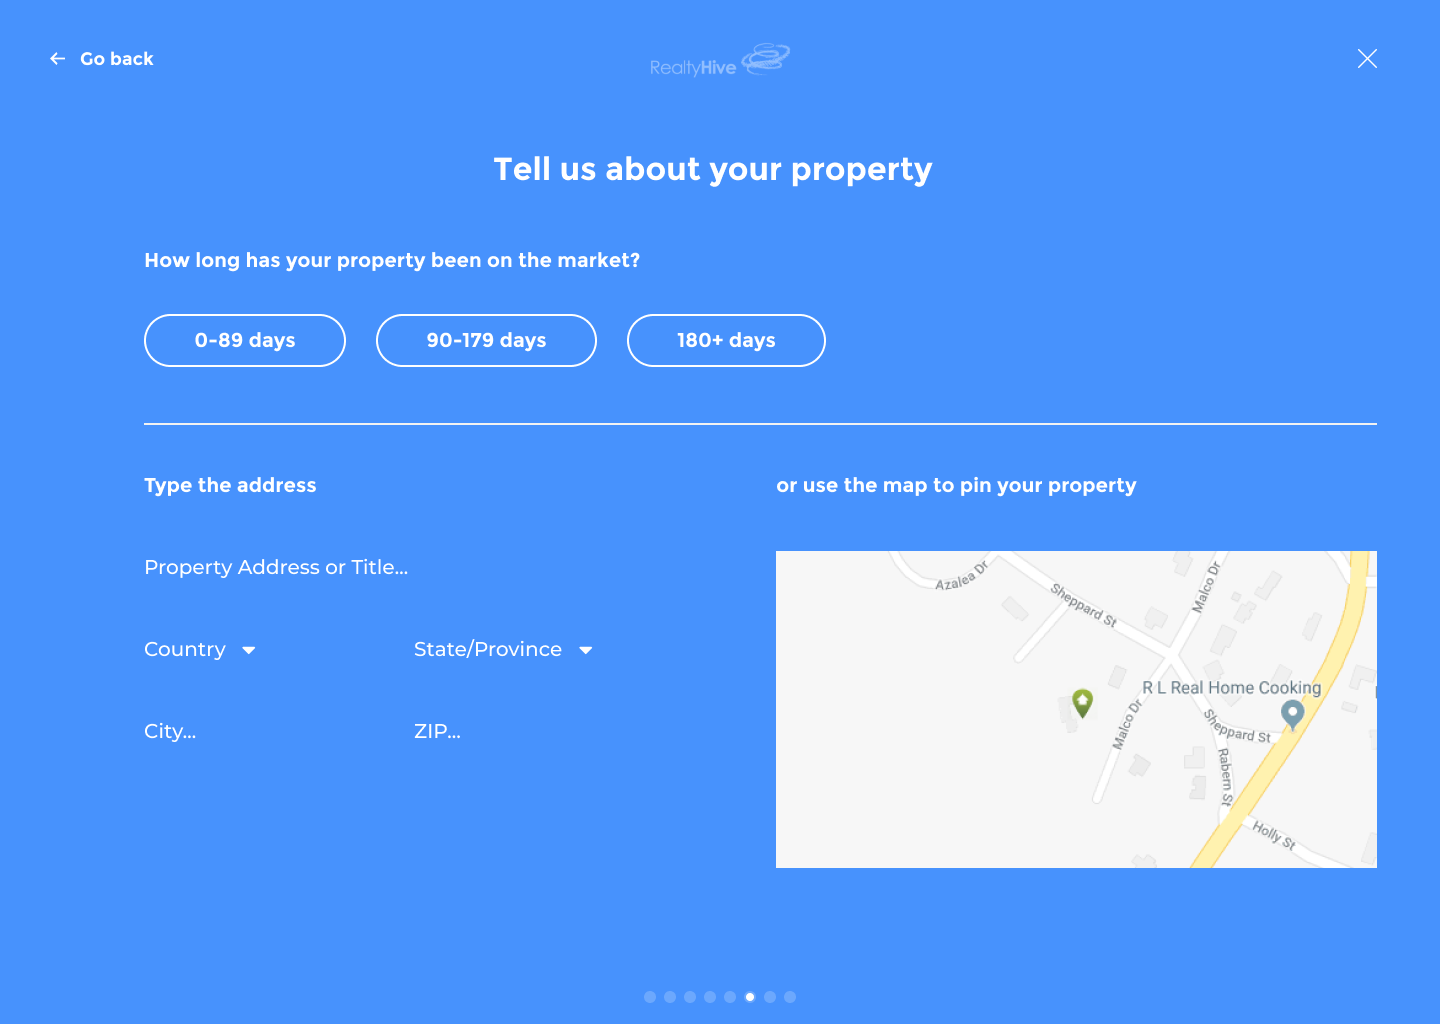 Go back
RealtyHive
Tell us about your property
How long has your property been on the market?
0-89 days
90-179 days
180+ days
Type the address
or use the map to pin your property
Property Address or Title...
Country
State/Province
City...
ZIP...
Azalea Dr
Sheppard St
Malco Dr
R L Real Home Cooking
Malco Dr
Sheppard St
Rabern St
Holly St